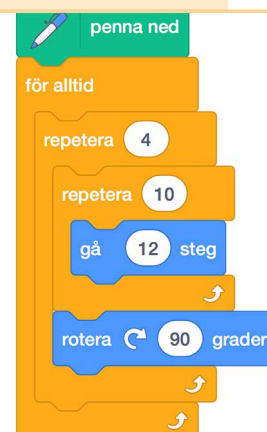 penna ned
för alltid
repetera 4
repetera 10
gå 12 steg
rotera 90 grader